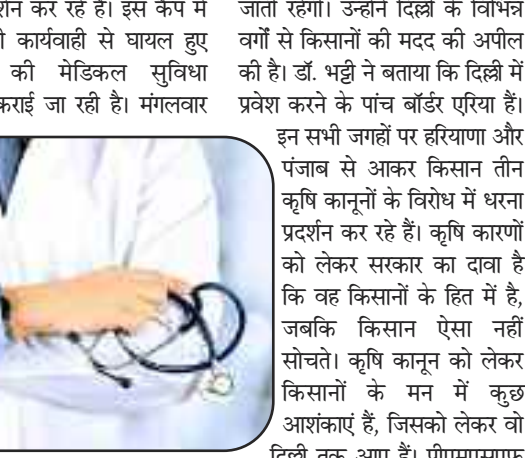 कर रहे हैं। इस कैंप में
कार्यवाही से घायल हुए
की मेडिकल सुविधा
कराई जा रही है। मंगलवार
जाता रहेगा। उन्होंने दिल्ली के विभिन्न
वर्गों से किसानों की मदद की अपील
की है। डॉ. भट्टी ने बताया कि दिल्ली में
प्रवेश करने के पांच बॉर्डर एरिया हैं।
इन सभी जगहों पर हरियाणा और
पंजाब से आकर किसान तीन
कृषि कानूनों के विरोध में धरना
प्रदर्शन कर रहे हैं। कृषि कारणों
को लेकर सरकार का दावा है
कि वह किसानों के हित में है,
जबकि किसान ऐसा नहीं
सोचते। कृषि कानून को लेकर
किसानों के मन में कुछ
आशंकाएं हैं, जिसको लेकर वो
दिल्ली तक आए हैं।